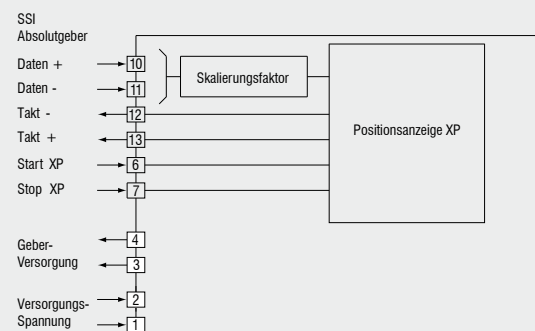 SSI
Absolutgeber
Daten + 10
Daten - 11
Skalierungsfaktor
Takt - 12
Takt + 13
Positionsanzeige XP
Start XP 6
Stop XP 7
4
Geber-
Versorgung 3
2
Versorgungs-
Spannung 1